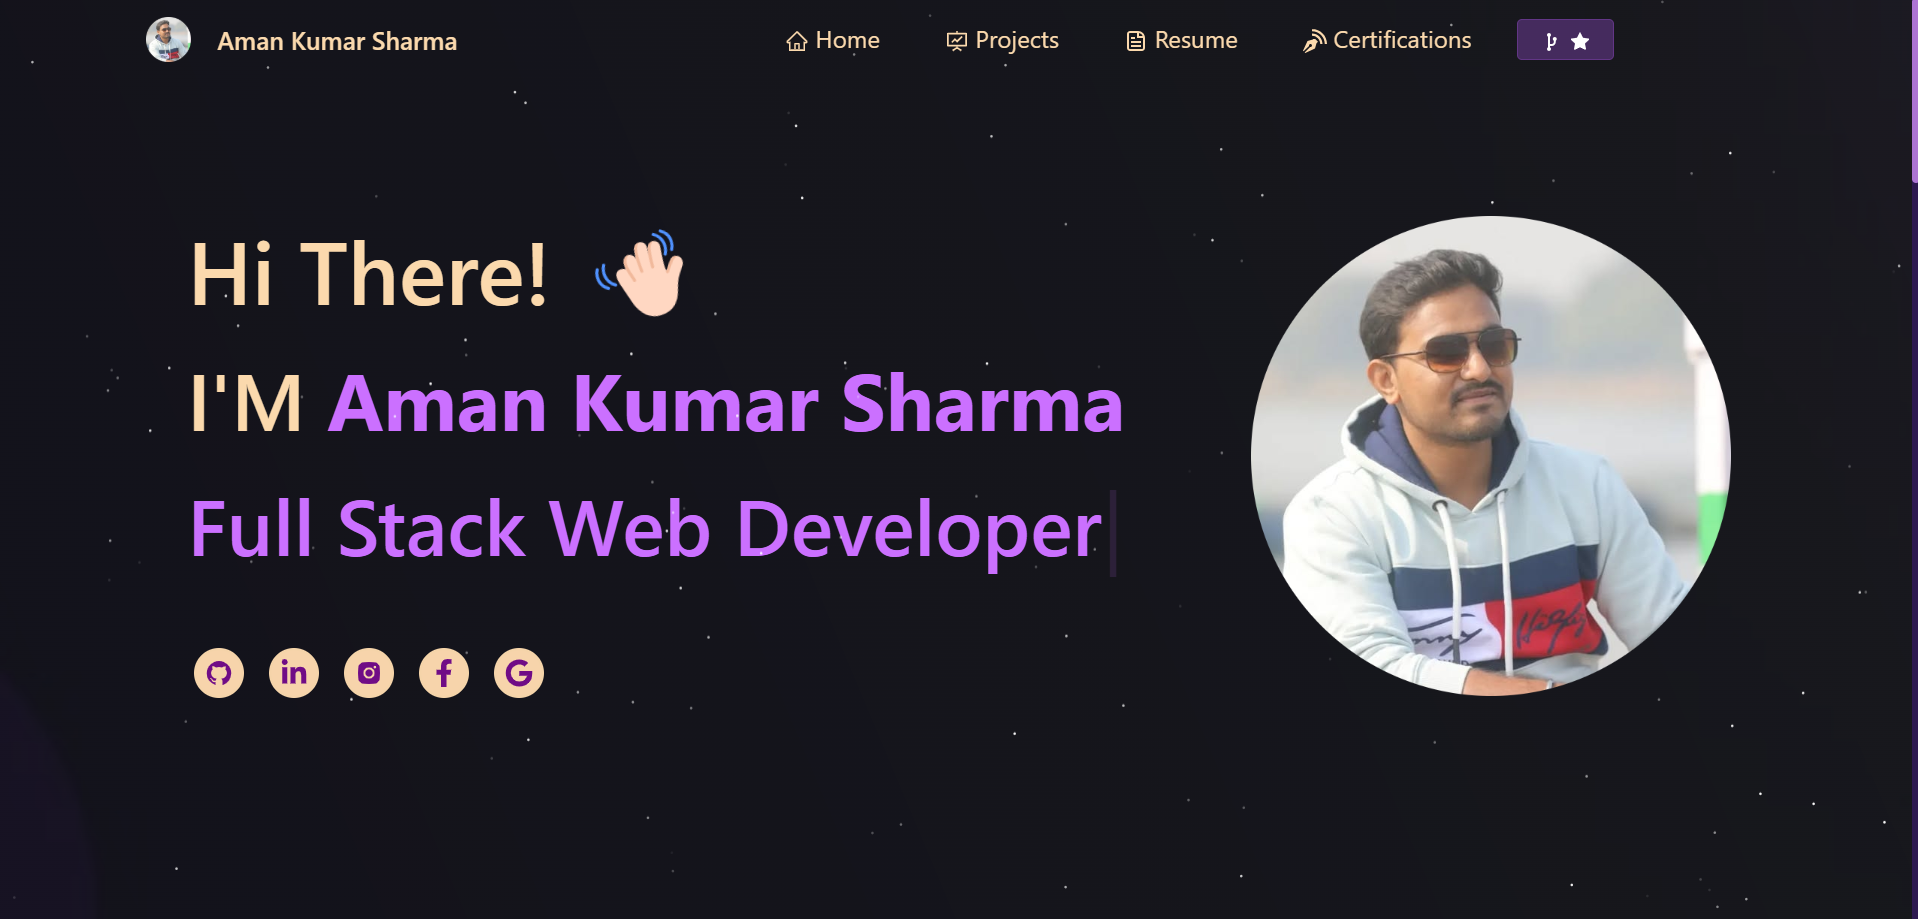 Aman Kumar Sharma
Home
Projects
Resume
Certifications
Hi There!
I'M Aman Kumar Sharma
Full Stack Web Developer